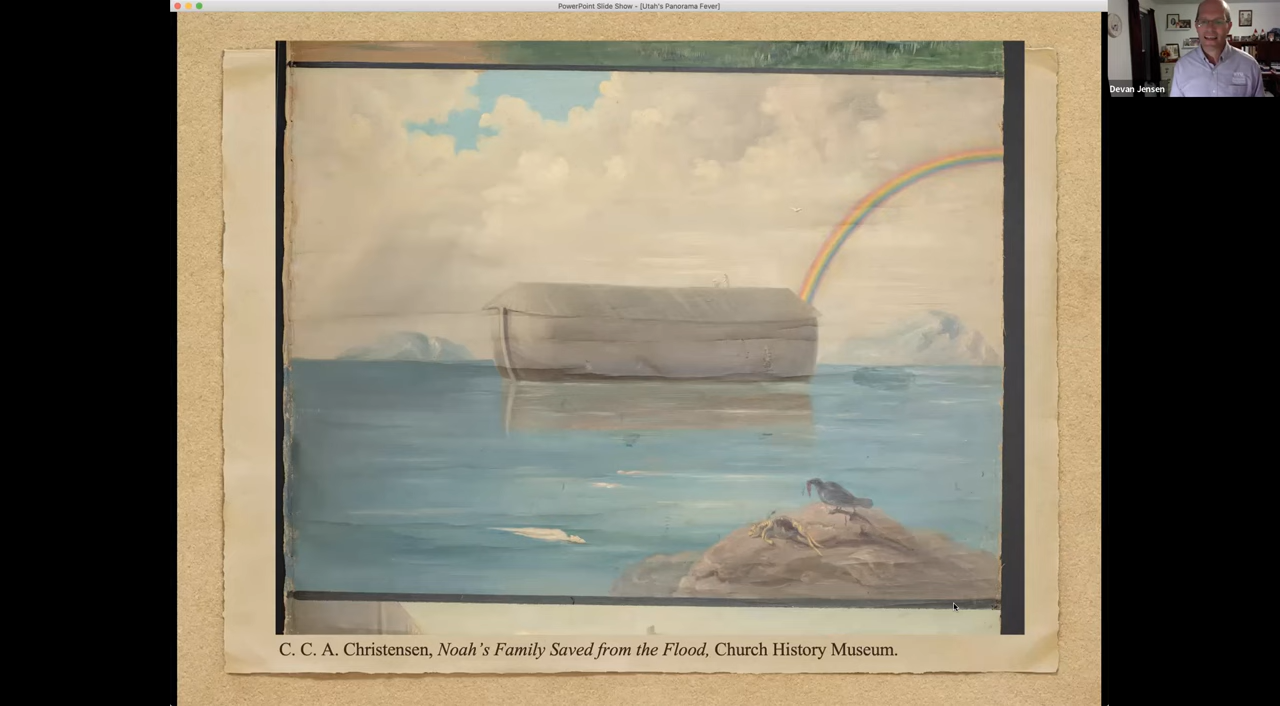 PowerPoint Slide Show - [Utah's Panorama Fever]
Devan Jensen
C. C. A. Christensen, Noah’s Family Saved from the Flood, Church History Museum.